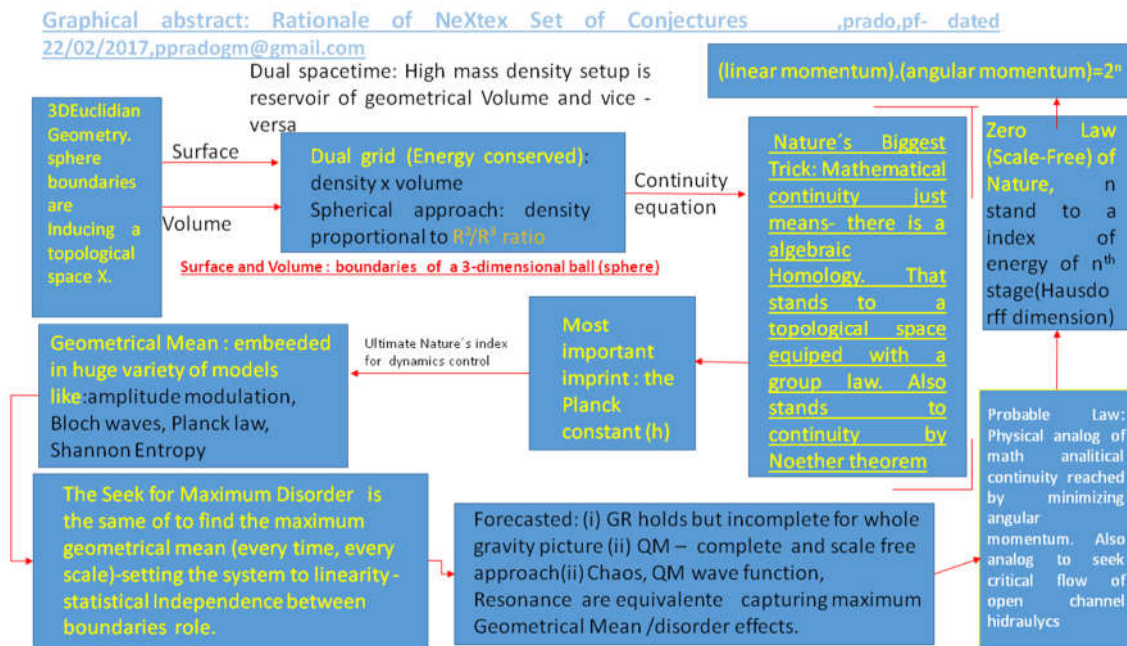 Graphical abstract: Rationale of NeXtex Set of Conjectures ,prado,pf- dated
22/02/2017,ppradogm@gmail.com
Dual spacetime: High mass density setup is
reservoir of geometrical Volume and vice -
versa
(linear momentum).(angular momentum)=2ⁿ
3DEuclidian
Geometry.
sphere
boundaries
are
Inducing a
topological
space X.
Surface
Volume
Dual grid (Energy conserved):
density x volume
Spherical approach: density
proportional to R²/R³ ratio
Surface and Volume : boundaries of a 3-dimensional ball (sphere)
Continuity
equation
Nature´s Biggest
Trick: Mathematical
continuity just
means- there is a
algebraic
Homology. That
stands to a
topological space
equiped with a
group law. Also
stands to
continuity by
Noether theorem
Zero Law
(Scale-Free) of
Nature, n
stand to a
index of
energy of nᵗʰ
stage(Hausdo
rff dimension)
Most
important
imprint : the
Planck
constant (h)
Ultimate Nature´s index
for dynamics control
Geometrical Mean : embeeded
in huge variety of models
like:amplitude modulation,
Bloch waves, Planck law,
Shannon Entropy
The Seek for Maximum Disorder is
the same of to find the maximum
geometrical mean (every time, every
scale)-setting the system to linearity -
statistical Independence between
boundaries role.
Forecasted: (i) GR holds but incomplete for whole
gravity picture (ii) QM – complete and scale free
approach(ii) Chaos, QM wave function,
Resonance are equivalente capturing maximum
Geometrical Mean /disorder effects.
Probable Law:
Physical analog of
math analitical
continuity reached
by minimizing
angular
momentum. Also
analog to seek
critical flow of
open channel
hidraulycs